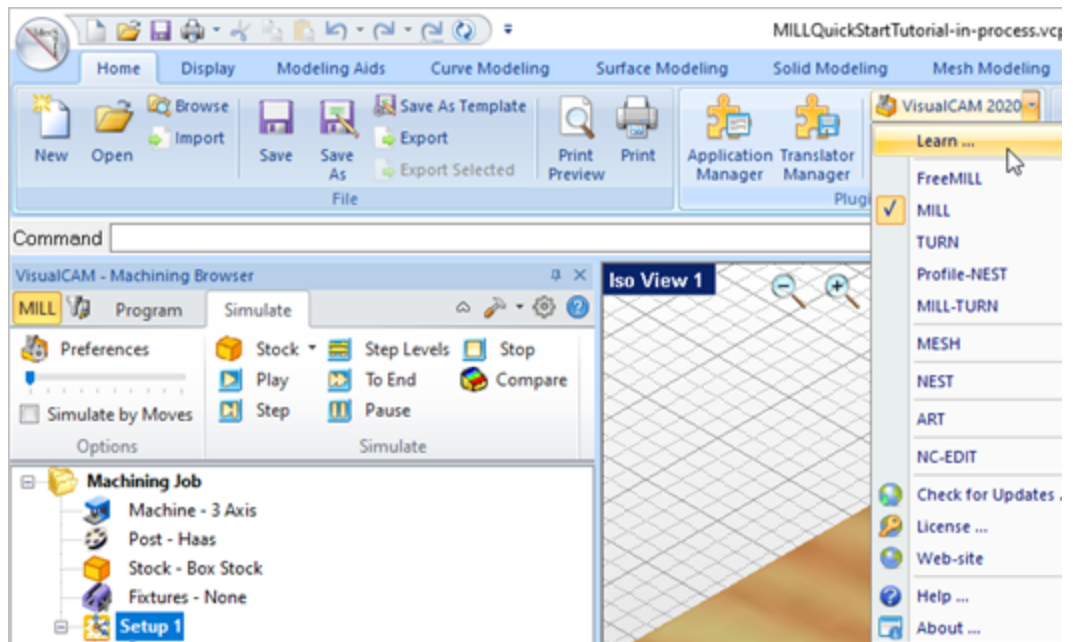 MILLQuickStartTutorial-in-process.vcp
Home Display Modeling Aids Curve Modeling Surface Modeling Solid Modeling Mesh Modeling
New
Open
Browse
Import
Save
Save As
Save As Template
Export
Export Selected
Print Preview
Print
File
Application Manager
Translator Manager
Plugi
VisualCAM 2020
Learn ...
FreeMILL
MILL
TURN
Profile-NEST
MILL-TURN
MESH
NEST
ART
NC-EDIT
Check for Updates .
License ...
Web-site
Help ...
About ...
Command
VisualCAM - Machining Browser
MILL Program Simulate
Preferences
Simulate by Moves
Options
Stock Step Levels Stop
Play To End Compare
Step Pause
Simulate
Machining Job
Machine - 3 Axis
Post - Haas
Stock - Box Stock
Fixtures - None
Setup 1
Iso View 1